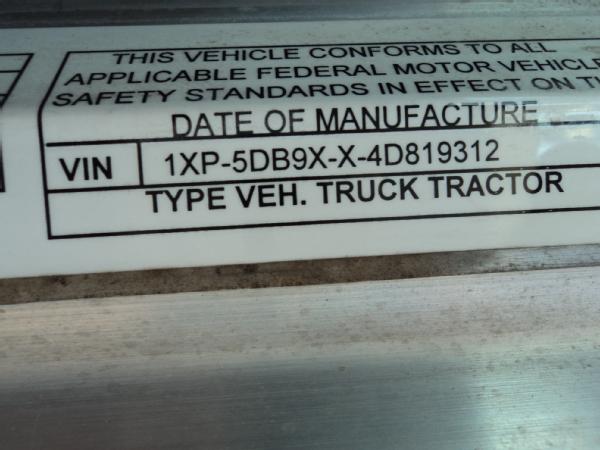 THIS VEHICLE CONFORMS TO ALL
APPLICABLE FEDERAL MOTOR VEHICLE
SAFETY STANDARDS IN EFFECT ON
DATE OF MANUFACTURE
VIN 1XP-5DB9X-X-4D819312
TYPE VEH. TRUCK TRACTOR